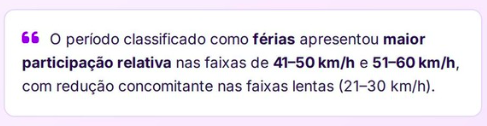 ❝ O período classificado como férias apresentou maior
participação relativa nas faixas de 41–50 km/h e 51–60 km/h,
com redução concomitante nas faixas lentas (21–30 km/h).